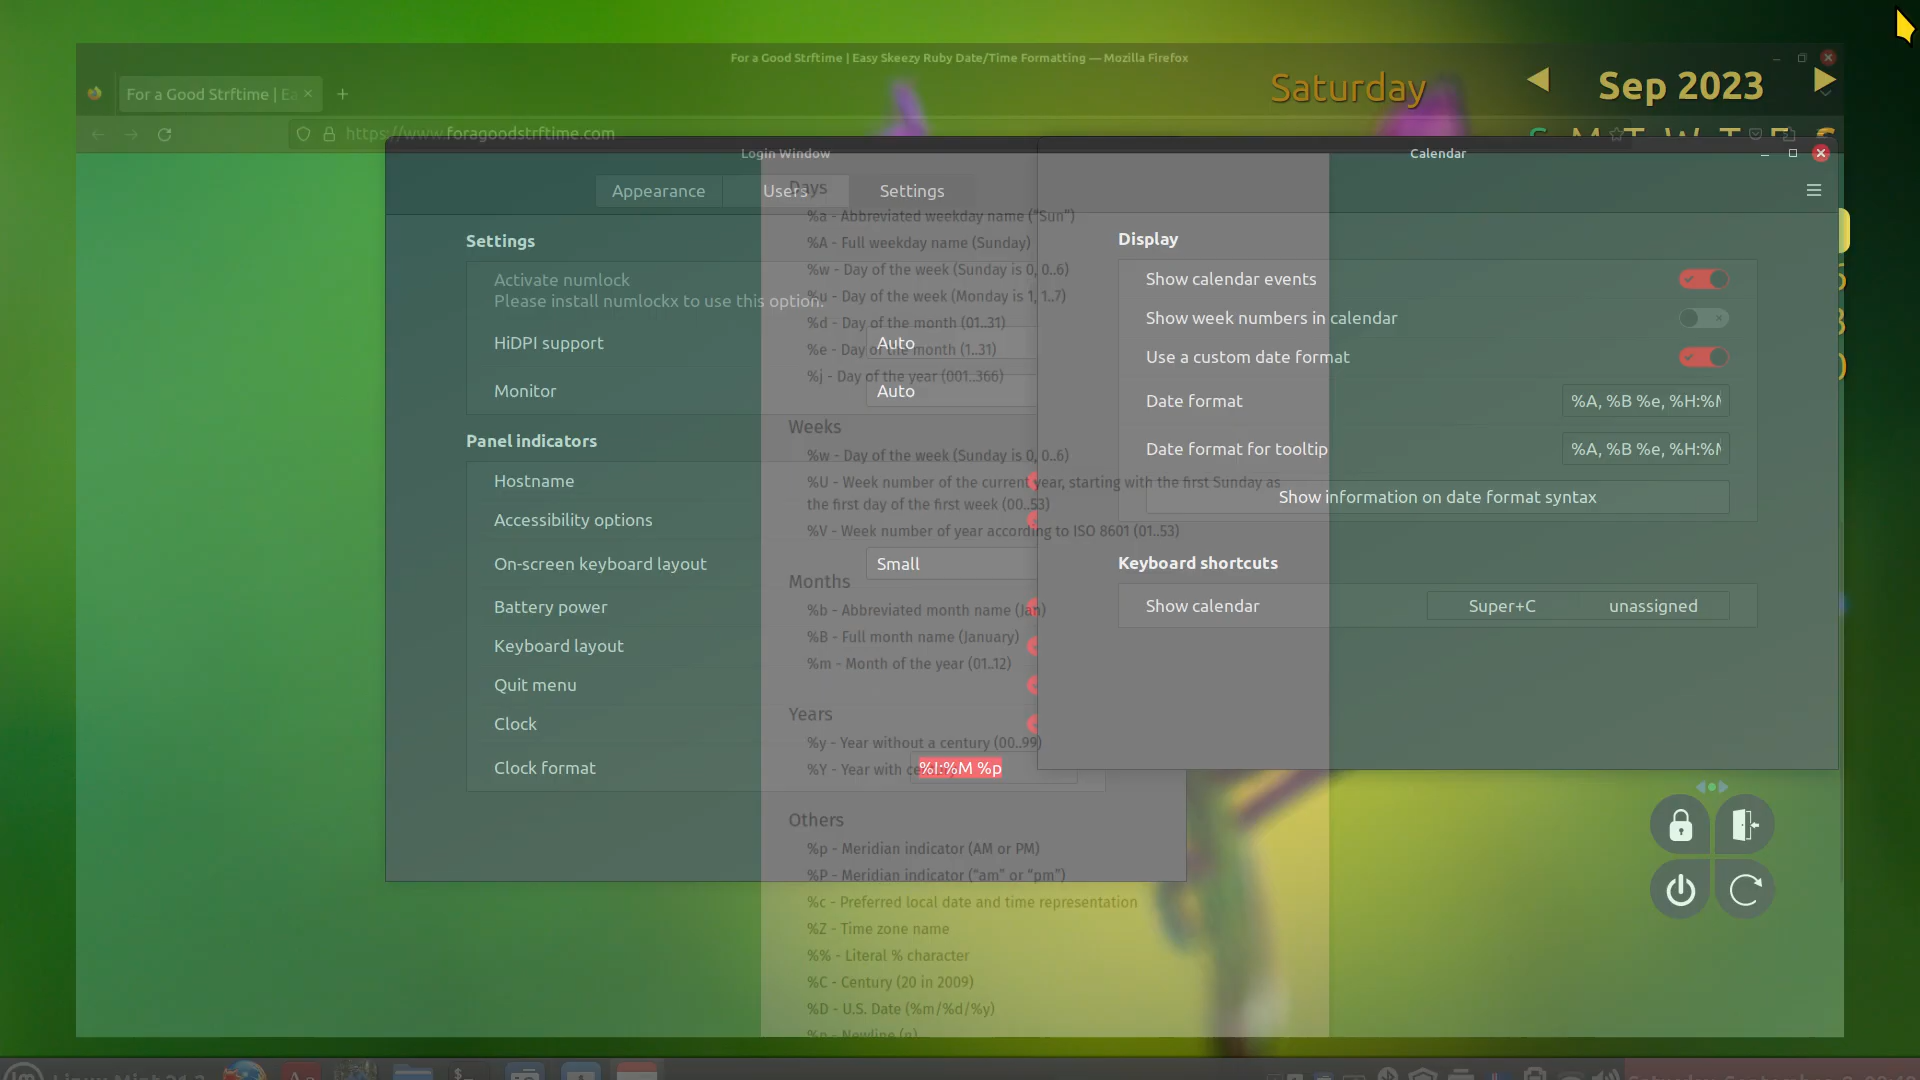 For a Good Strftime | Easy Skeezy Ruby Date/Time Formatting — Mozilla Firefox
For a Good Strftime | Ea
https://www.foragoodstrftime.com
Saturday
Sep 2023
S M T W T F S
Login Window
Appearance
Users
Settings
Settings
Activate numlock
Please install numlockx to use this option.
HiDPI support
Auto
Monitor
Auto
Panel indicators
Hostname
Accessibility options
On-screen keyboard layout
Small
Battery power
Keyboard layout
Quit menu
Clock
Clock format
%I:%M %p
Days
%a - Abbreviated weekday name (“Sun”)
%A - Full weekday name (Sunday)
%w - Day of the week (Sunday is 0, 0..6)
%u - Day of the week (Monday is 1, 1..7)
%d - Day of the month (01..31)
%e - Day of the month (1..31)
%j - Day of the year (001..366)
Weeks
%w - Day of the week (Sunday is 0, 0..6)
%U - Week number of the current year, starting with the first Sunday as
the first day of the first week (00..53)
%V - Week number of year according to ISO 8601 (01..53)
Months
%b - Abbreviated month name (Jan)
%B - Full month name (January)
%m - Month of the year (01..12)
Years
%y - Year without a century (00..99)
%Y - Year with
Others
%p - Meridian indicator (AM or PM)
%P - Meridian indicator (“am” or “pm”)
%c - Preferred local date and time representation
%Z - Time zone name
%% - Literal % character
%C - Century (20 in 2009)
%D - U.S. Date (%m/%d/%y)
%n - Newline (n)
Calendar
Display
Show calendar events
Show week numbers in calendar
Use a custom date format
Date format
%A, %B %e, %H:%M
Date format for tooltip
%A, %B %e, %H:%M
Show information on date format syntax
Keyboard shortcuts
Show calendar
Super+C
unassigned